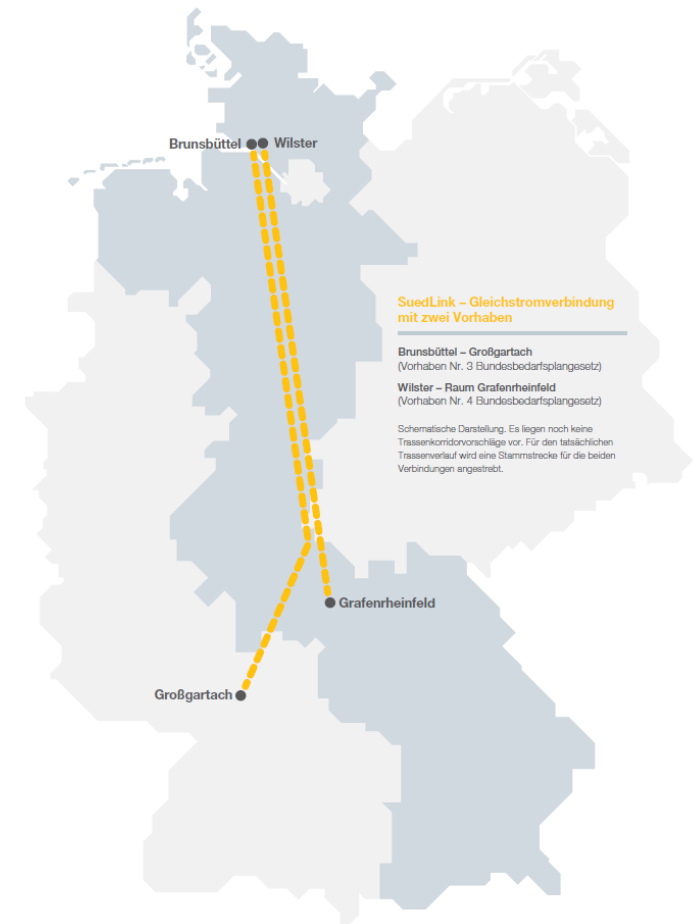 Brunsbüttel
Wilster
SuedLink – Gleichstromverbindung
mit zwei Vorhaben
Brunsbüttel – Großgartach
(Vorhaben Nr. 3 Bundesbedarfsplangesetz)
Wilster – Raum Grafenrheinfeld
(Vorhaben Nr. 4 Bundesbedarfsplangesetz)
Schematische Darstellung. Es liegen noch keine
Trassenkorridorvorschläge vor. Für den tatsächlichen
Trassenverlauf wird eine Stammstrecke für die beiden
Verbindungen angestrebt.
Grafenrheinfeld
Großgartach